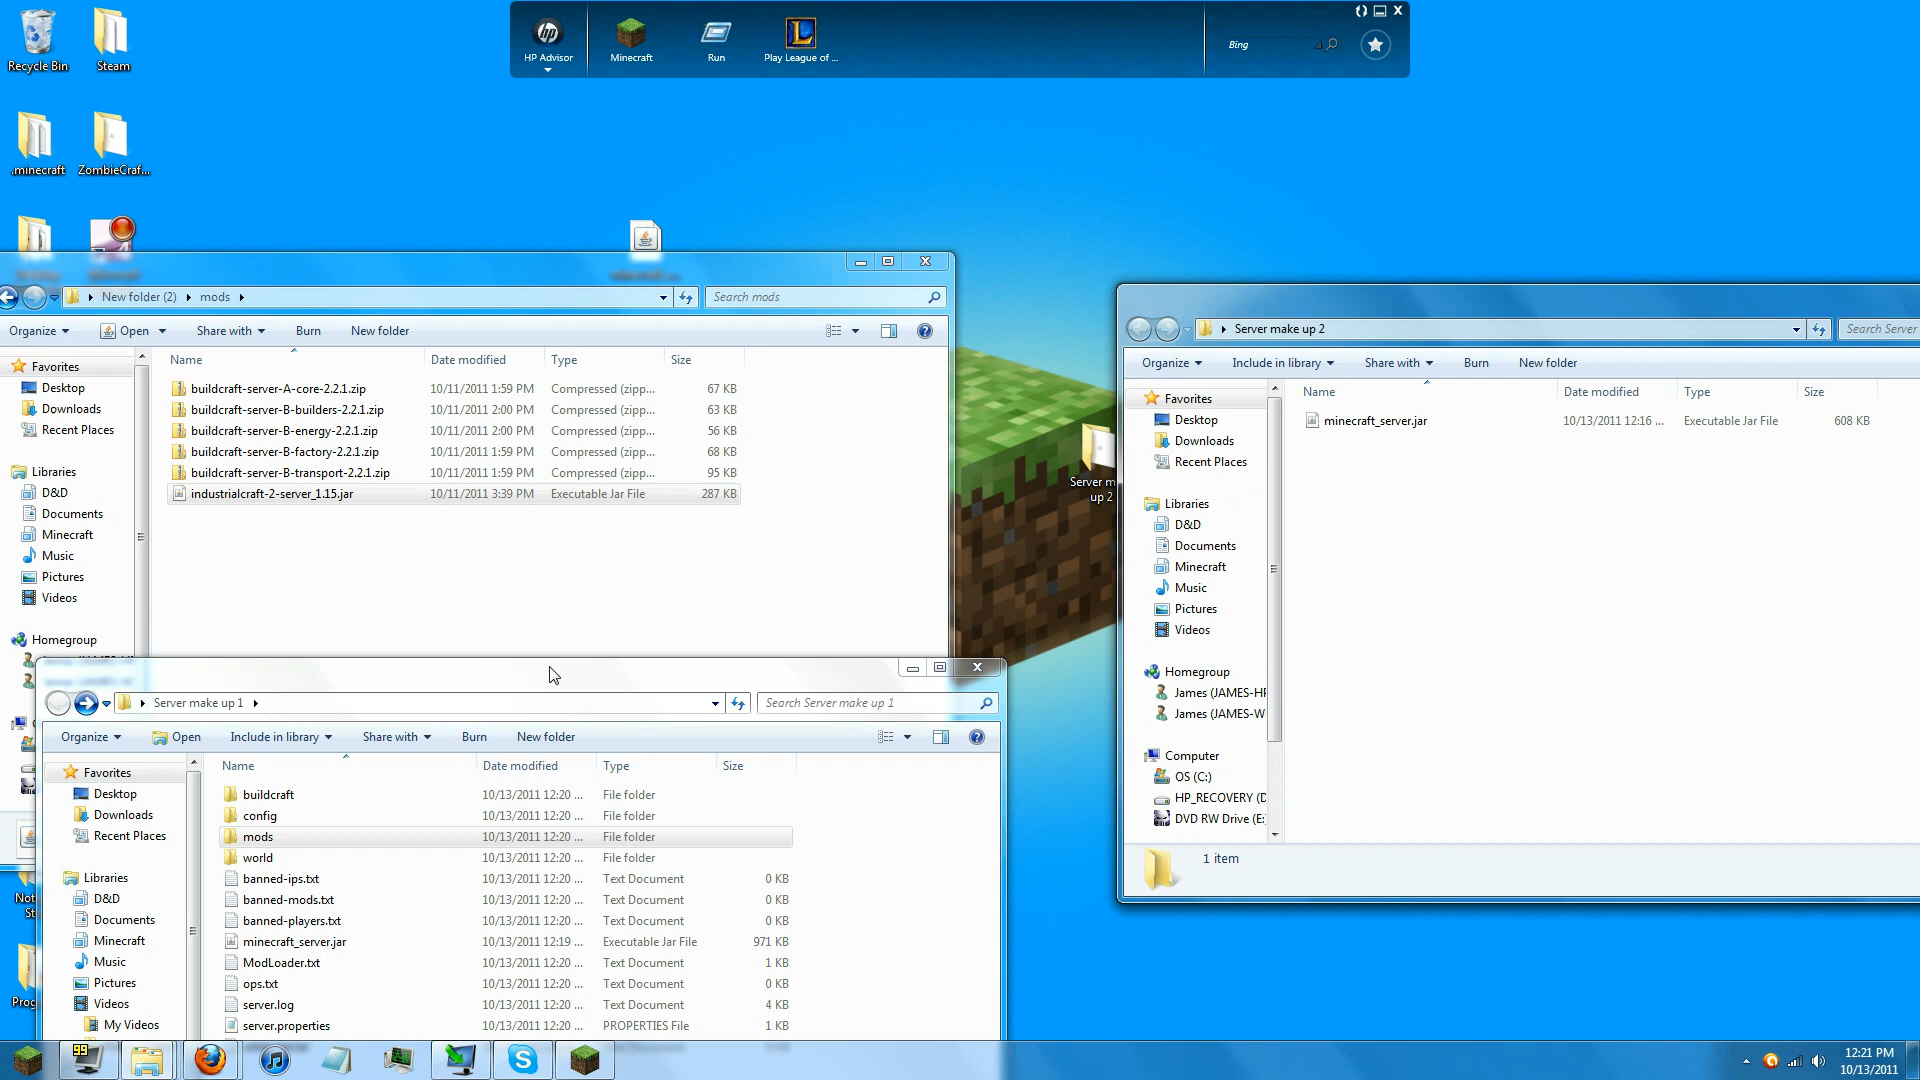 Recycle Bin
Steam
.minecraft
ZombieCraf...
HP Advisor
Minecraft
Run
Play League of ...
Bing
New folder (2)
mods
Search mods
Organize
Open
Share with
Burn
New folder
Favorites
Desktop
Downloads
Recent Places
Libraries
D&D
Documents
Minecraft
Music
Pictures
Videos
Homegroup
Name Date modified Type Size
buildcraft-server-A-core-2.2.1.zip 10/11/2011 1:59 PM Compressed (zipp... 67 KB
buildcraft-server-B-builders-2.2.1.zip 10/11/2011 2:00 PM Compressed (zipp... 63 KB
buildcraft-server-B-energy-2.2.1.zip 10/11/2011 2:00 PM Compressed (zipp... 56 KB
buildcraft-server-B-factory-2.2.1.zip 10/11/2011 1:59 PM Compressed (zipp... 68 KB
buildcraft-server-B-transport-2.2.1.zip 10/11/2011 1:59 PM Compressed (zipp... 95 KB
industrialcraft-2-server_1.15.jar 10/11/2011 3:39 PM Executable Jar File 287 KB
Server m
up 2
Server make up 2
Search Server
Organize
Include in library
Share with
Burn
New folder
Favorites
Desktop
Downloads
Recent Places
Libraries
D&D
Documents
Minecraft
Music
Pictures
Videos
Homegroup
James (JAMES-HP
James (JAMES-W
Computer
OS (C:)
HP_RECOVERY (D
DVD RW Drive (E:
Name Date modified Type Size
minecraft_server.jar 10/13/2011 12:16 ... Executable Jar File 608 KB
1 item
Server make up 1
Search Server make up 1
Organize
Open
Include in library
Share with
Burn
New folder
Favorites
Desktop
Downloads
Recent Places
Libraries
D&D
Documents
Minecraft
Music
Pictures
Videos
My Videos
Name Date modified Type Size
buildcraft 10/13/2011 12:20 ... File folder
config 10/13/2011 12:20 ... File folder
mods 10/13/2011 12:20 ... File folder
world 10/13/2011 12:20 ... File folder
banned-ips.txt 10/13/2011 12:20 ... Text Document 0 KB
banned-mods.txt 10/13/2011 12:20 ... Text Document 0 KB
banned-players.txt 10/13/2011 12:20 ... Text Document 0 KB
minecraft_server.jar 10/13/2011 12:19 ... Executable Jar File 971 KB
ModLoader.txt 10/13/2011 12:20 ... Text Document 1 KB
ops.txt 10/13/2011 12:20 ... Text Document 0 KB
server.log 10/13/2011 12:20 ... Text Document 4 KB
server.properties 10/13/2011 12:20 ... PROPERTIES File 1 KB
Not
St
Prog
99
12:21 PM
10/13/2011